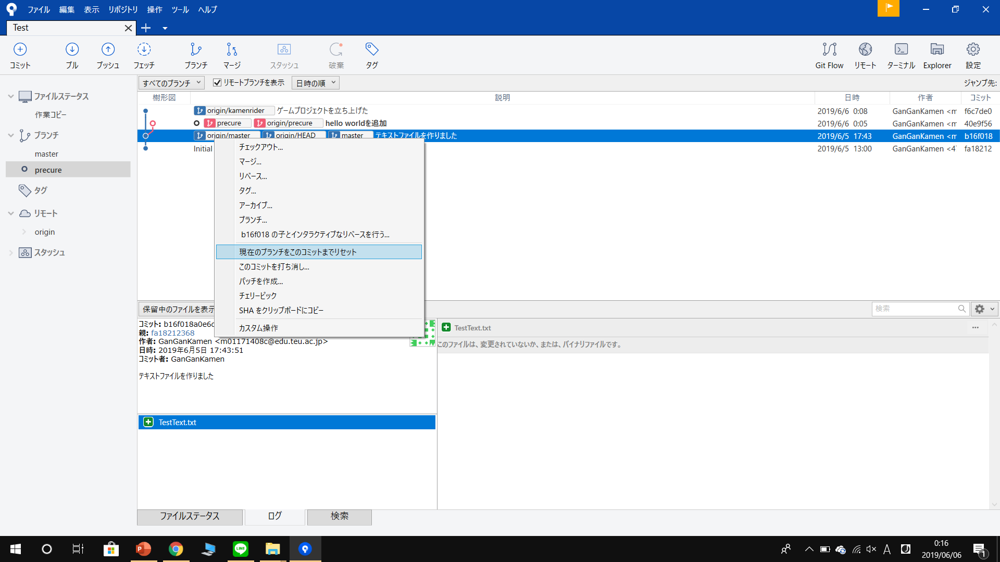 ファイル 編集 表示 リポジトリ 操作 ツール ヘルプ
Test
コミット プル プッシュ フェッチ ブランチ マージ スタッシュ 破棄 タグ Git Flow リモート ターミナル Explorer 設定
すべてのブランチ リモートブランチを表示 日時の順 ジャンプ先:
樹形図 説明 日時 作者 コミット
origin/kamenrider ゲームプロジェクトを立ち上げた 2019/6/6 0:08 GanGanKamen <m f6c7de0
precure origin/precure hello worldを追加 2019/6/6 0:05 GanGanKamen <m 40e9f56
origin/master origin/HEAD master テキストファイルを作りました 2019/6/5 17:43 GanGanKamen <m b16f018
Initial 2019/6/5 13:00 GanGanKamen <4 fa18212
ファイルステータス
作業コピー
ブランチ
master
precure
タグ
リモート
origin
スタッシュ
チェックアウト...
マージ...
リベース...
タグ...
アーカイブ...
ブランチ...
b16f018 の子とインタラクティブなリベースを行う...
現在のブランチをこのコミットまでリセット
このコミットを打ち消し...
パッチを作成...
チェリーピック
SHA をクリップボードにコピー
カスタム操作
保留中のファイルを表示 検索
コミット: b16f018a0e6c
親: fa18212368
作者: GanGanKamen <m01171408c@edu.teu.ac.jp>
日時: 2019年6月5日 17:43:51
コミット者: GanGanKamen
テキストファイルを作りました
TestText.txt
TestText.txt ...
このファイルは、変更されていないか、または、バイナリファイルです。
ファイルステータス ログ 検索
LINE
A J
0:16
2019/06/06
1